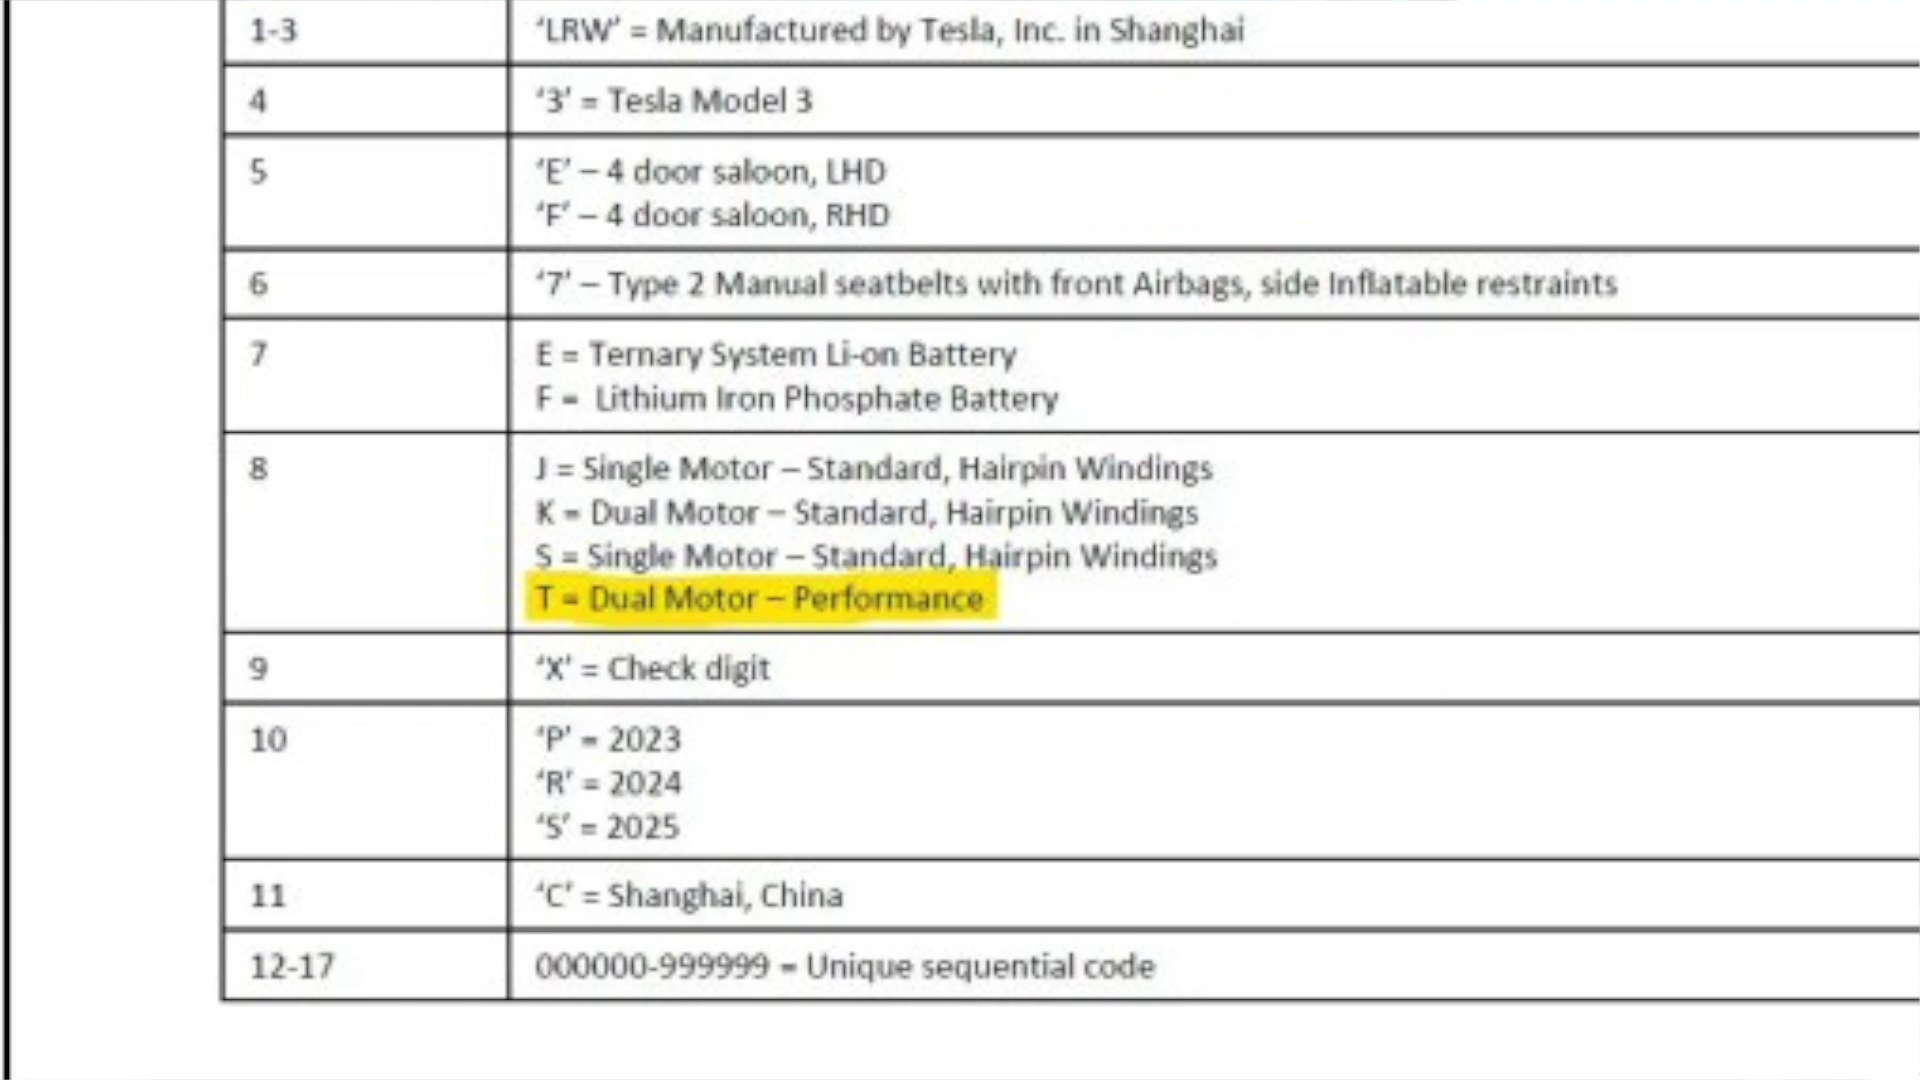 1-3 ‘LRW’ = Manufactured by Tesla, Inc. in Shanghai
4 ‘3’ = Tesla Model 3
5 ‘E’ – 4 door saloon, LHD
‘F’ – 4 door saloon, RHD
6 ‘7’ – Type 2 Manual seatbelts with front Airbags, side Inflatable restraints
7 E = Ternary System Li-on Battery
F = Lithium Iron Phosphate Battery
8 J = Single Motor – Standard, Hairpin Windings
K = Dual Motor – Standard, Hairpin Windings
S = Single Motor – Standard, Hairpin Windings
T = Dual Motor – Performance
9 ‘X’ = Check digit
10 ‘P’ = 2023
‘R’ = 2024
‘S’ = 2025
11 ‘C’ = Shanghai, China
12-17 000000-999999 = Unique sequential code